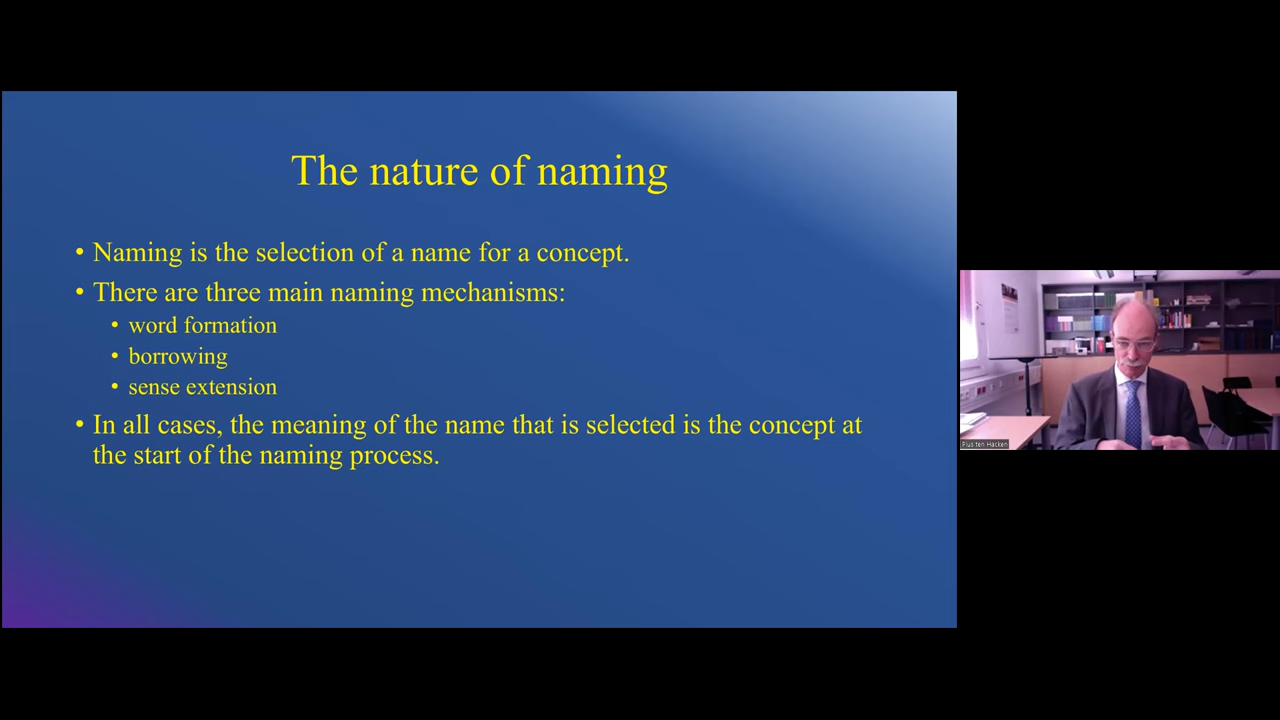 The nature of naming
• Naming is the selection of a name for a concept.
• There are three main naming mechanisms:
• word formation
• borrowing
• sense extension
• In all cases, the meaning of the name that is selected is the concept at
the start of the naming process.
Pius ten Hacken